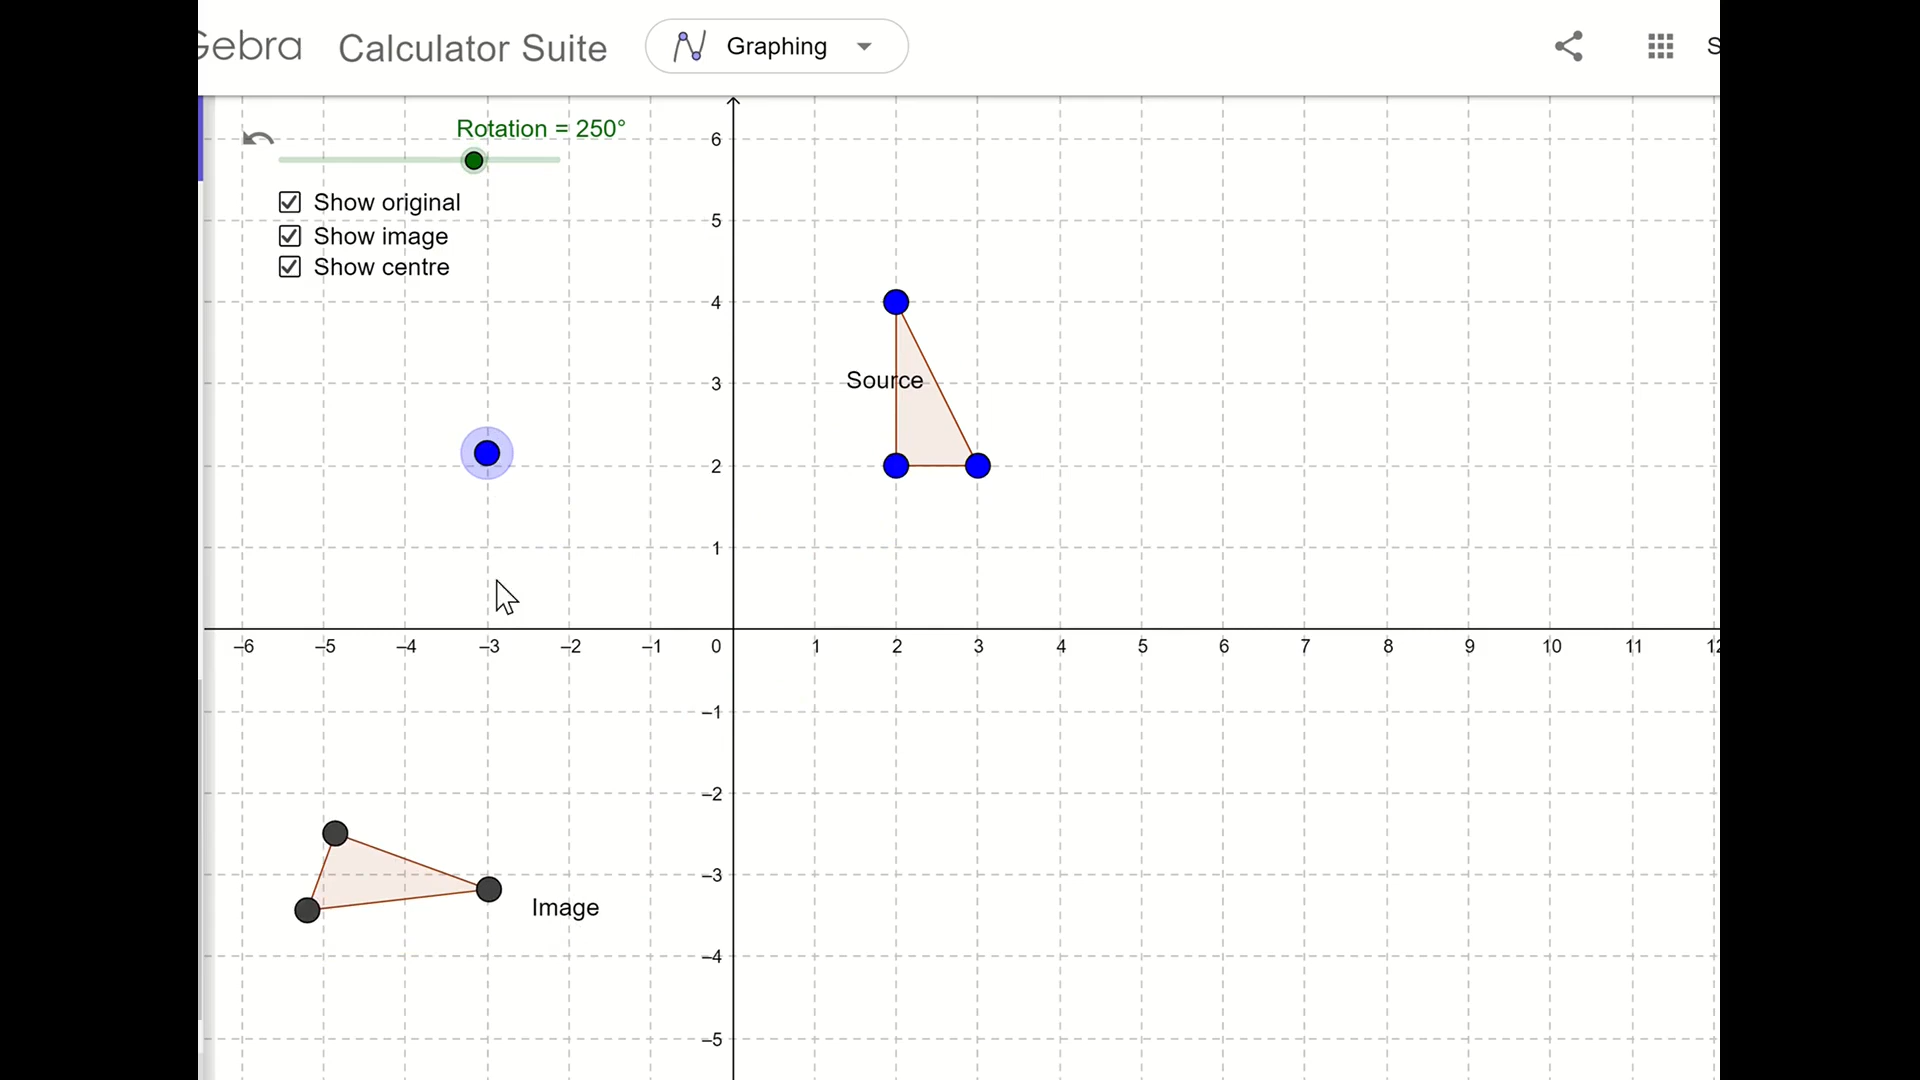 Gebra Calculator Suite Graphing S
Rotation = 250°
Show original
Show image
Show centre
6
5
4
3
2
1
Source
–6 –5 –4 –3 –2 –1 0 1 2 3 4 5 6 7 8 9 10 11 12
–1
–2
–3
–4
–5
Image